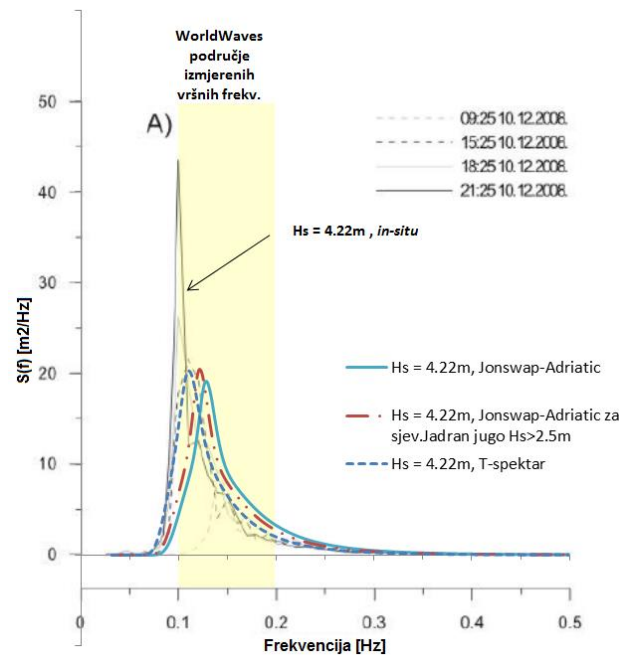 WorldWaves
područje
izmjerenih
vršnih frekv.
50
A)
09:25 10.12.2008.
15:25 10.12.2008.
18:25 10.12.2008.
21:25 10.12.2008.
40
Hs = 4.22m , in-situ
30
S(f) [m2/Hz]
20
Hs = 4.22m, Jonswap-Adriatic
Hs = 4.22m, Jonswap-Adriatic za
sjev.Jadran jugo Hs>2.5m
Hs = 4.22m, T-spektar
10
0
0 0.1 0.2 0.3 0.4 0.5
Frekvencija [Hz]